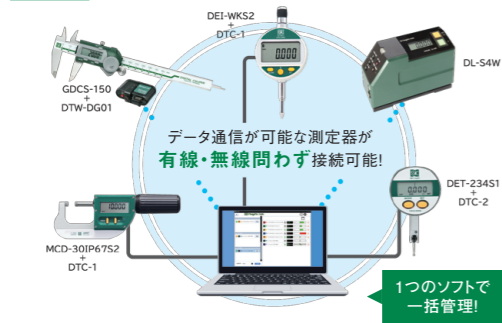 DEI-WKS2
+
DTC-1
DL-S4W
GDCS-150
+
DTW-DG01
データ通信が可能な測定器が
有線・無線問わず接続可能!
DET-234S1
+
DTC-2
MCD-30IP67S2
+
DTC-1
1つのソフトで
一括管理!